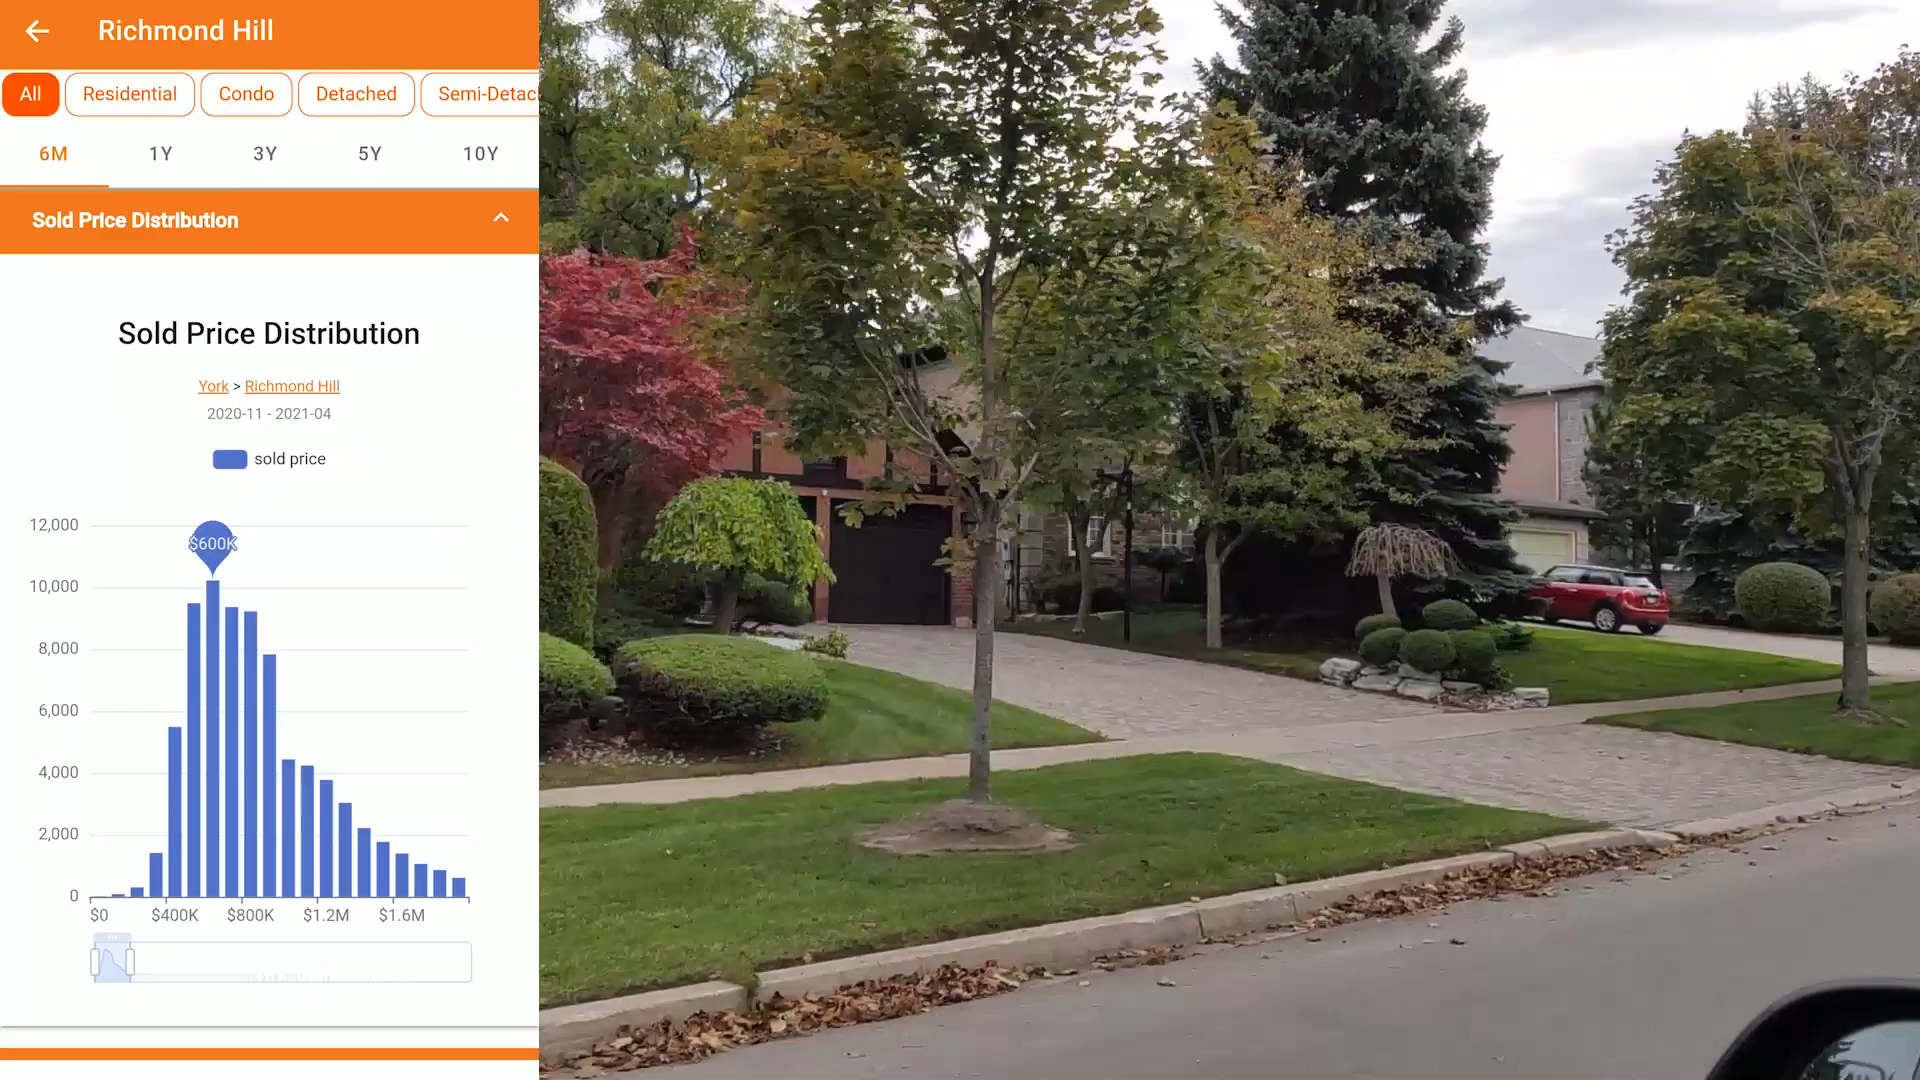 Richmond Hill
All Residential Condo Detached Semi-Detac
6M 1Y 3Y 5Y 10Y
Sold Price Distribution
Sold Price Distribution
York > Richmond Hill
2020-11 - 2021-04
sold price
12,000
$600K
10,000
8,000
6,000
4,000
2,000
0
$0 $400K $800K $1.2M $1.6M